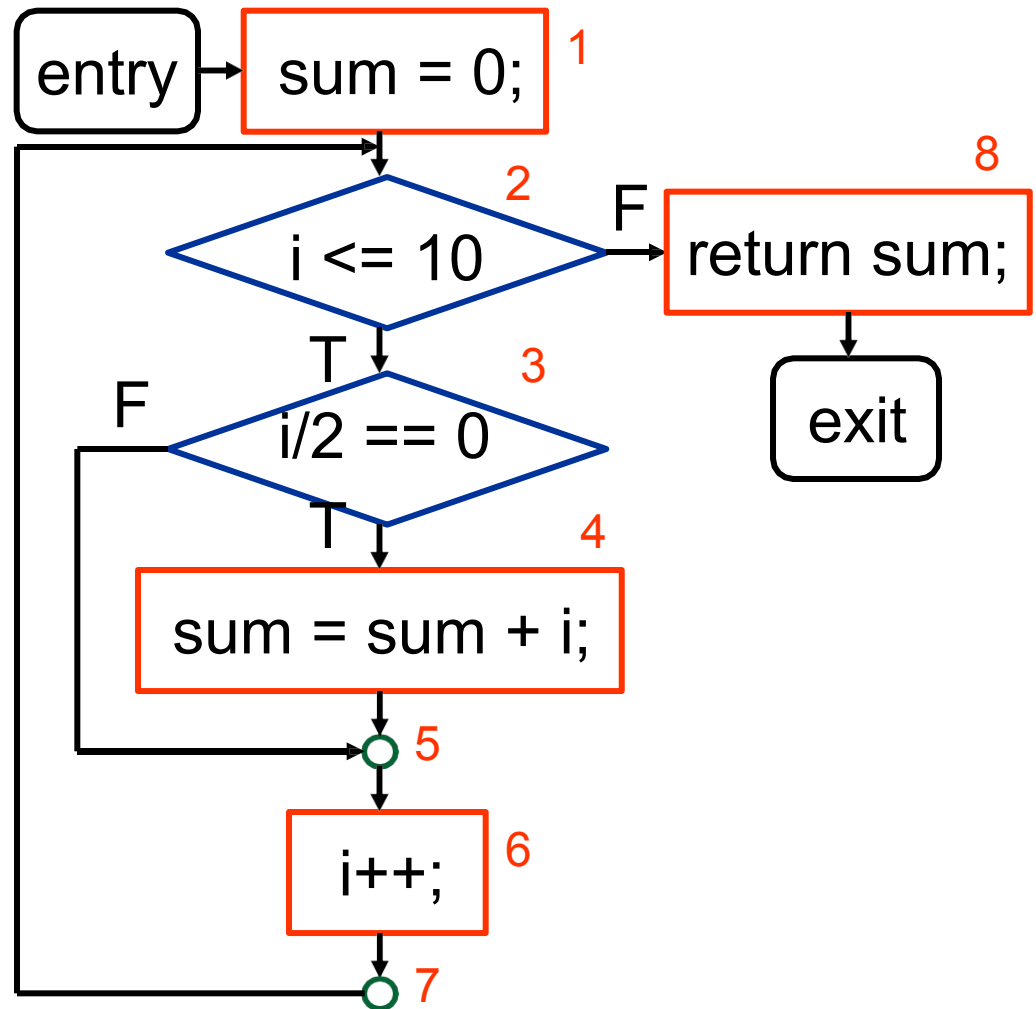 entry
sum = 0;
1
2
i <= 10
F
8
return sum;
exit
T
3
F
i/2 == 0
T
4
sum = sum + i;
5
6
i++;
7